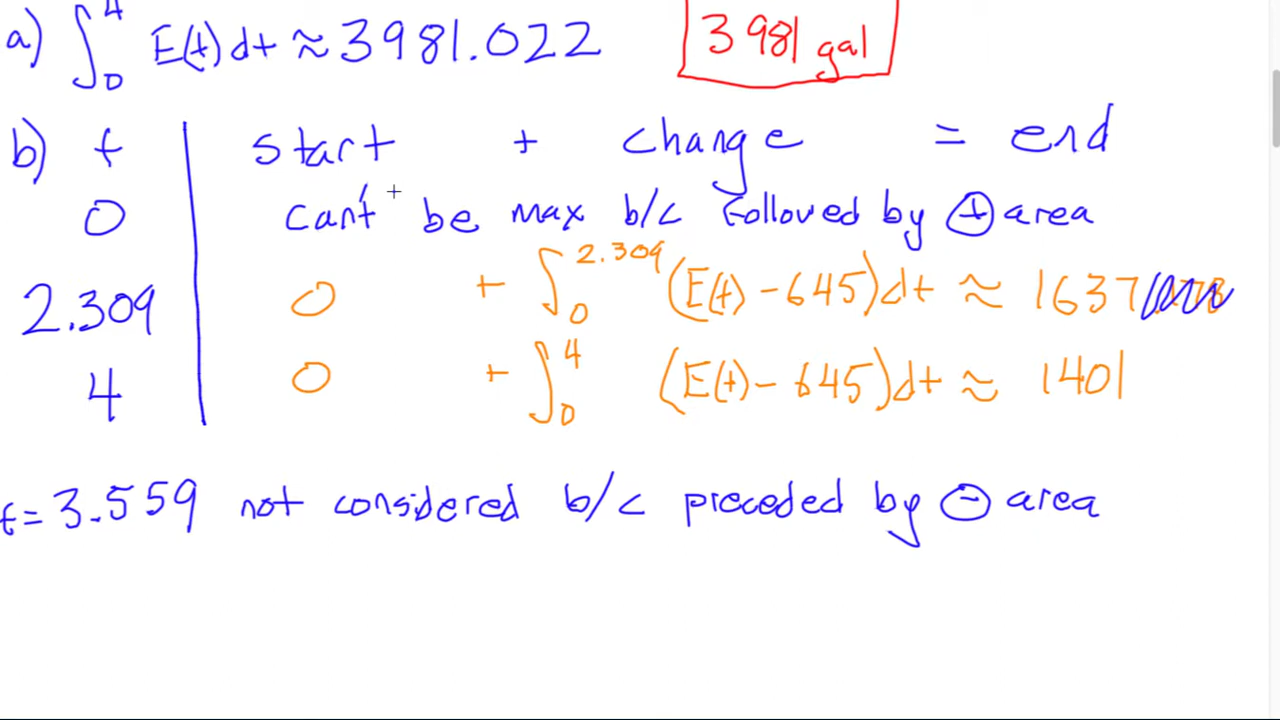 a) ∫₀⁴ E(t) dt ≈ 3981.022 3981 gal
b) t start + change = end
0 can't be max b/c followed by ⊕ area
2.309 0 + ∫₀^2.309 (E(t) - 645) dt ≈ 1637
4 0 + ∫₀⁴ (E(t) - 645) dt ≈ 1401
t = 3.559 not considered b/c preceded by ⊖ area